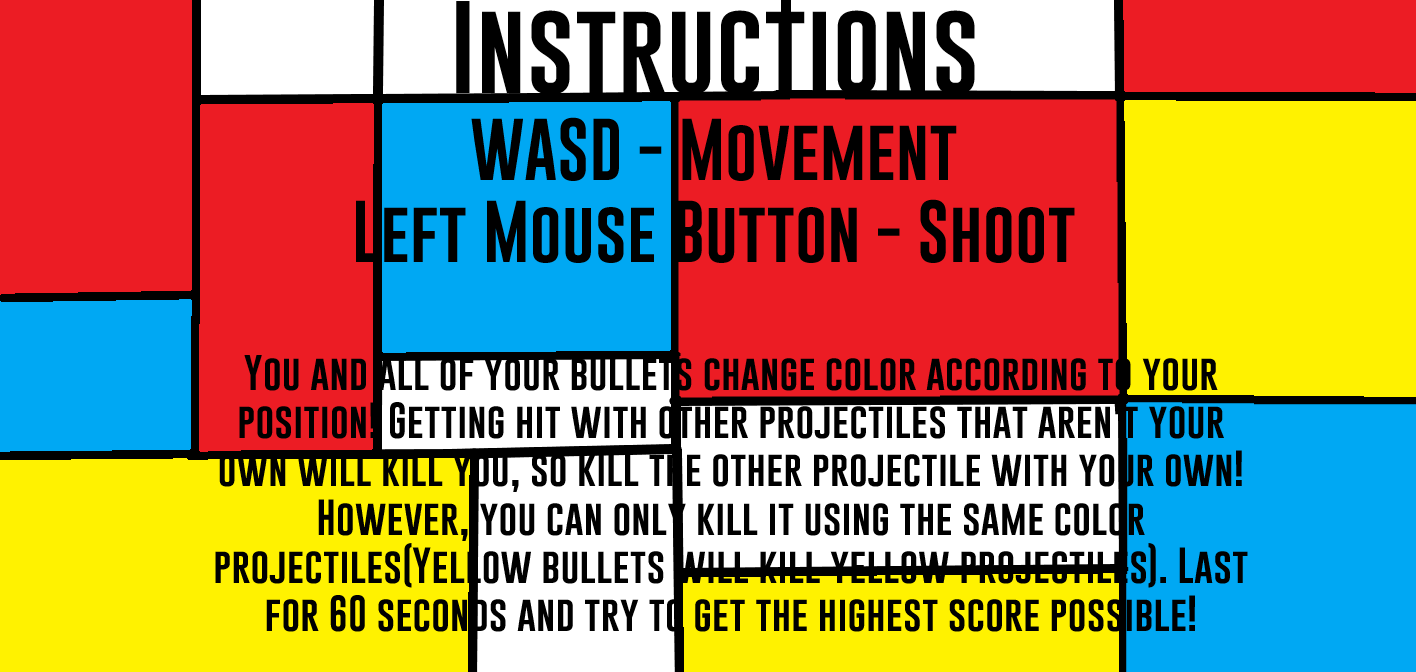 Instructions
WASD - Movement
Left Mouse Button - Shoot
You and all of your bullets change color according to your
position! Getting hit with other projectiles that aren't your
own will kill you, so kill the other projectile with your own!
However, you can only kill it using the same color
projectiles(Yellow bullets will kill yellow projectiles). Last
for 60 seconds and try to get the highest score possible!